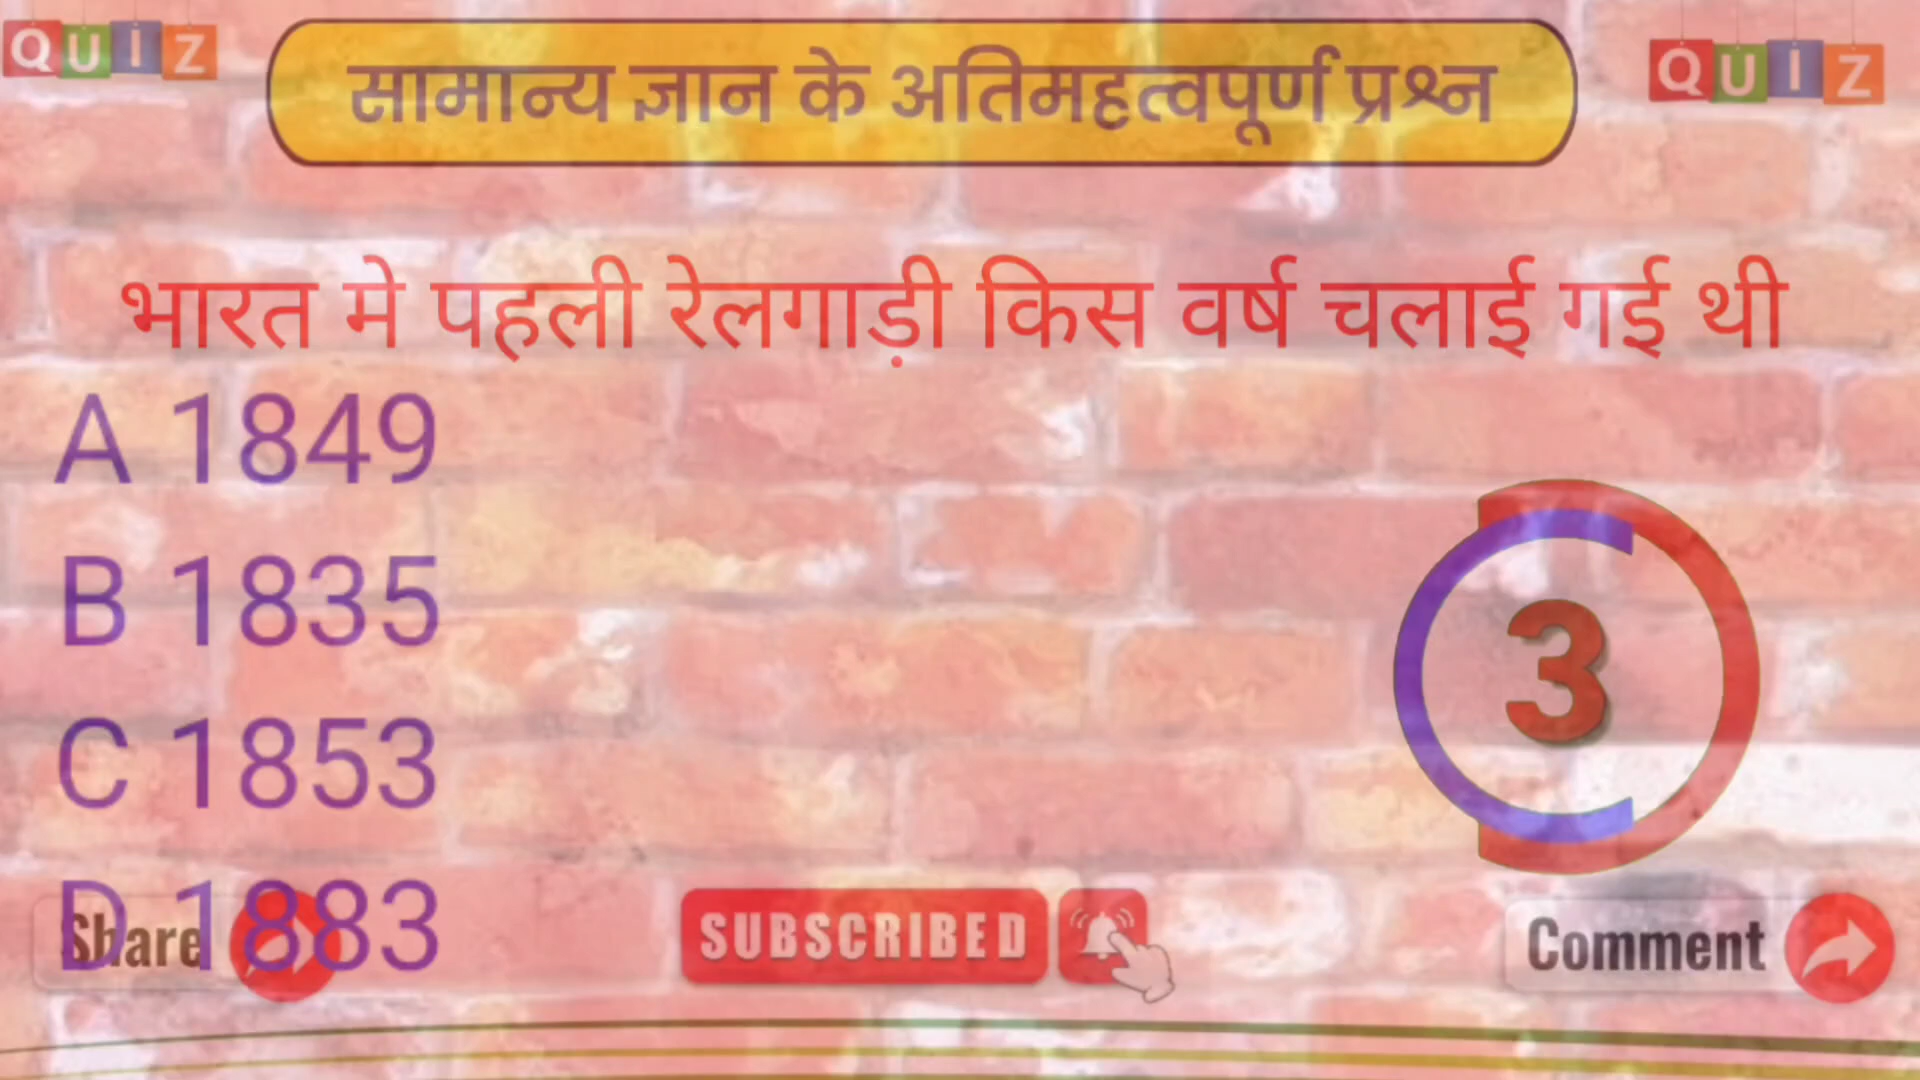 QUIZ
सामान्य ज्ञान के अतिमहत्वपूर्ण प्रश्न
QUIZ
भारत मे पहली रेलगाड़ी किस वर्ष चलाई गई थी
A 1849
B 1835
C 1853
D 1883
3
Share
SUBSCRIBED
Comment